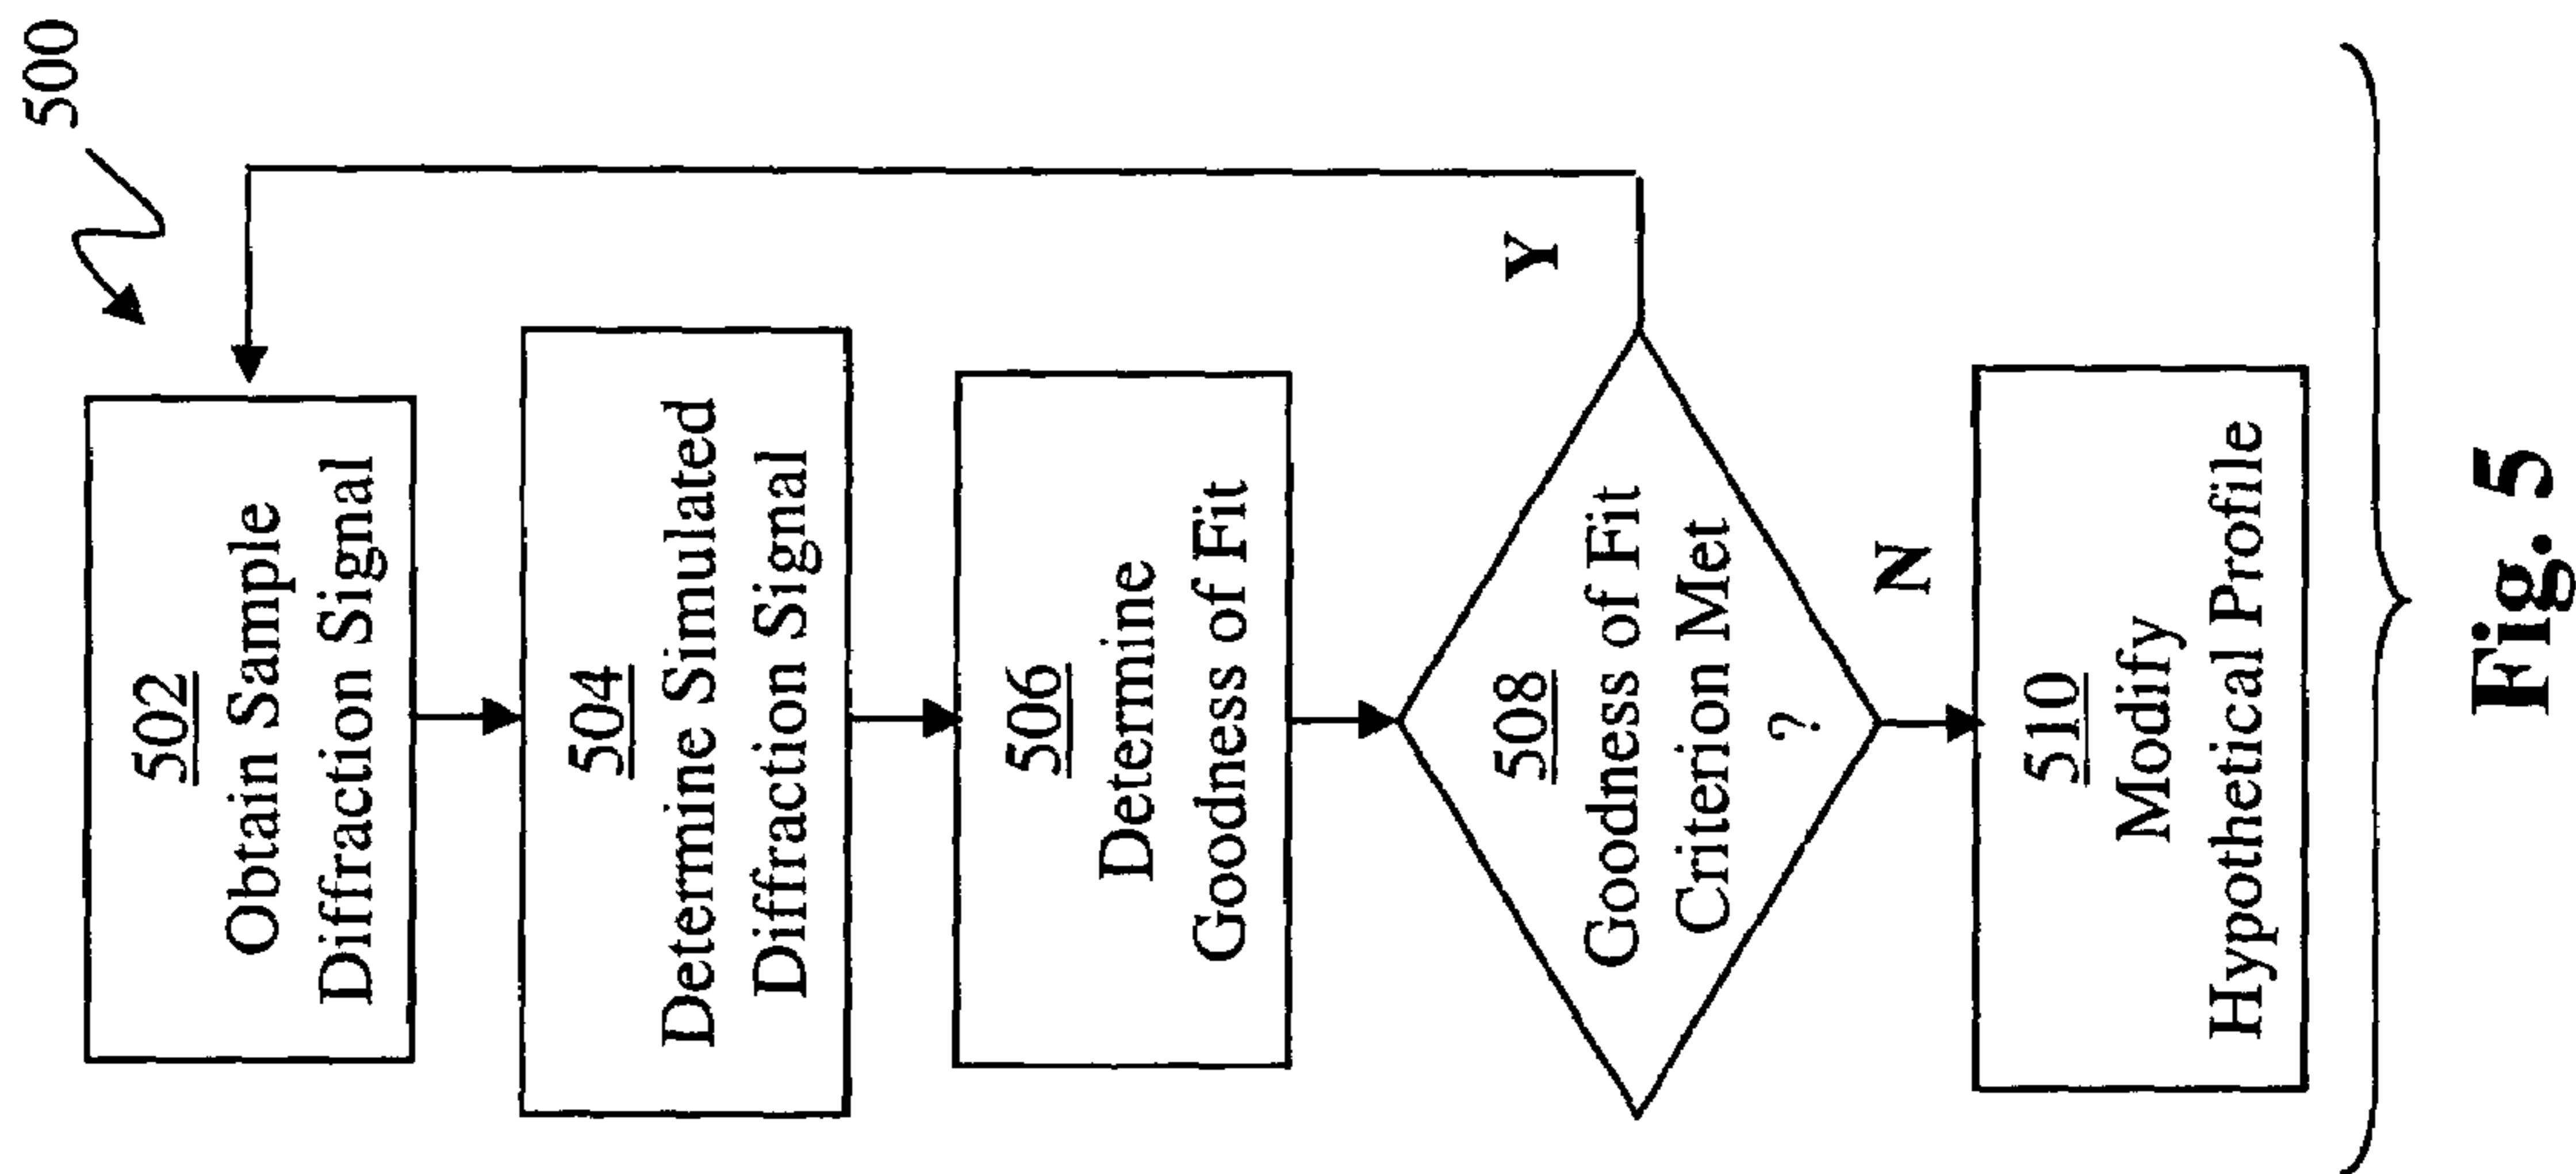 500
502
Obtain Sample
Diffraction Signal
504
Determine Simulated
Diffraction Signal
506
Determine
Goodness of Fit
508
Goodness of Fit
Criterion Met
?
Y
N
510
Modify
Hypothetical Profile
Fig. 5